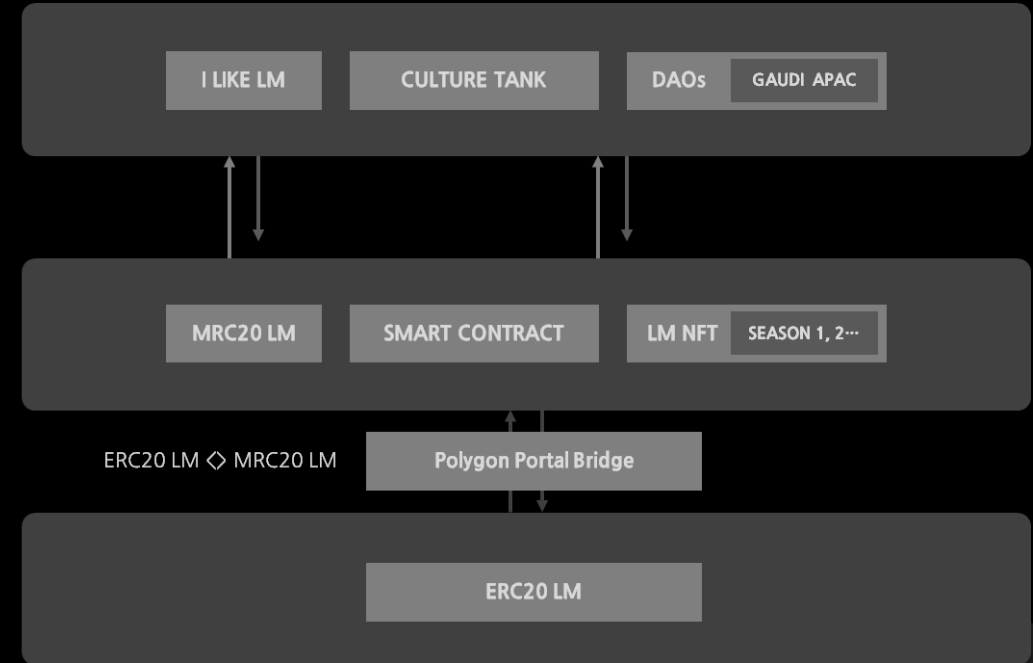 I LIKE LM
CULTURE TANK
DAOs
GAUDI APAC
MRC20 LM
SMART CONTRACT
LM NFT
SEASON 1, 2···
ERC20 LM <> MRC20 LM
Polygon Portal Bridge
ERC20 LM